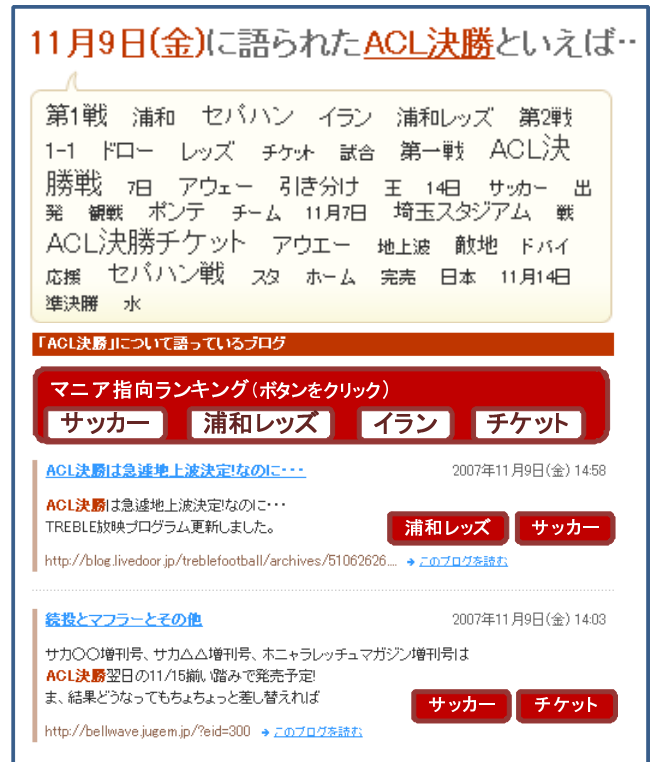 11月9日(金)に語られたACL決勝といえば…
第1戦 浦和 セパハン イラン 浦和レッズ 第2戦
1-1 ドロー レッズ チケット 試合 第一戦 ACL決
勝戦 7日 アウェー 引き分け 王 14日 サッカー 出
発 観戦 ポンテ チーム 11月7日 埼玉スタジアム 戦
ACL決勝チケット アウエー 地上波 敵地 ドバイ
応援 セパハン戦 スタ ホーム 完売 日本 11月14日
準決勝 水
「ACL決勝」について語っているブログ
マニア指向ランキング(ボタンをクリック)
サッカー 浦和レッズ イラン チケット
ACL決勝は急遽地上波決定!なのに・・・ 2007年11月9日(金) 14:58
ACL決勝は急遽地上波決定!なのに・・・
TREBLE放映プログラム更新しました。
浦和レッズ サッカー
http://blog.livedoor.jp/treblefootball/archives/51062626.... このブログを読む
続投とマフラーとその他 2007年11月9日(金) 14:03
サカ○○増刊号、サカ△△増刊号、ホニャラレッチュマガジン増刊号は
ACL決勝翌日の11/15揃い踏みで発売予定!
ま、結果どうなってもちょちょっと差し替えれば
サッカー チケット
http://bellwave.jugem.jp/?eid=300 このブログを読む